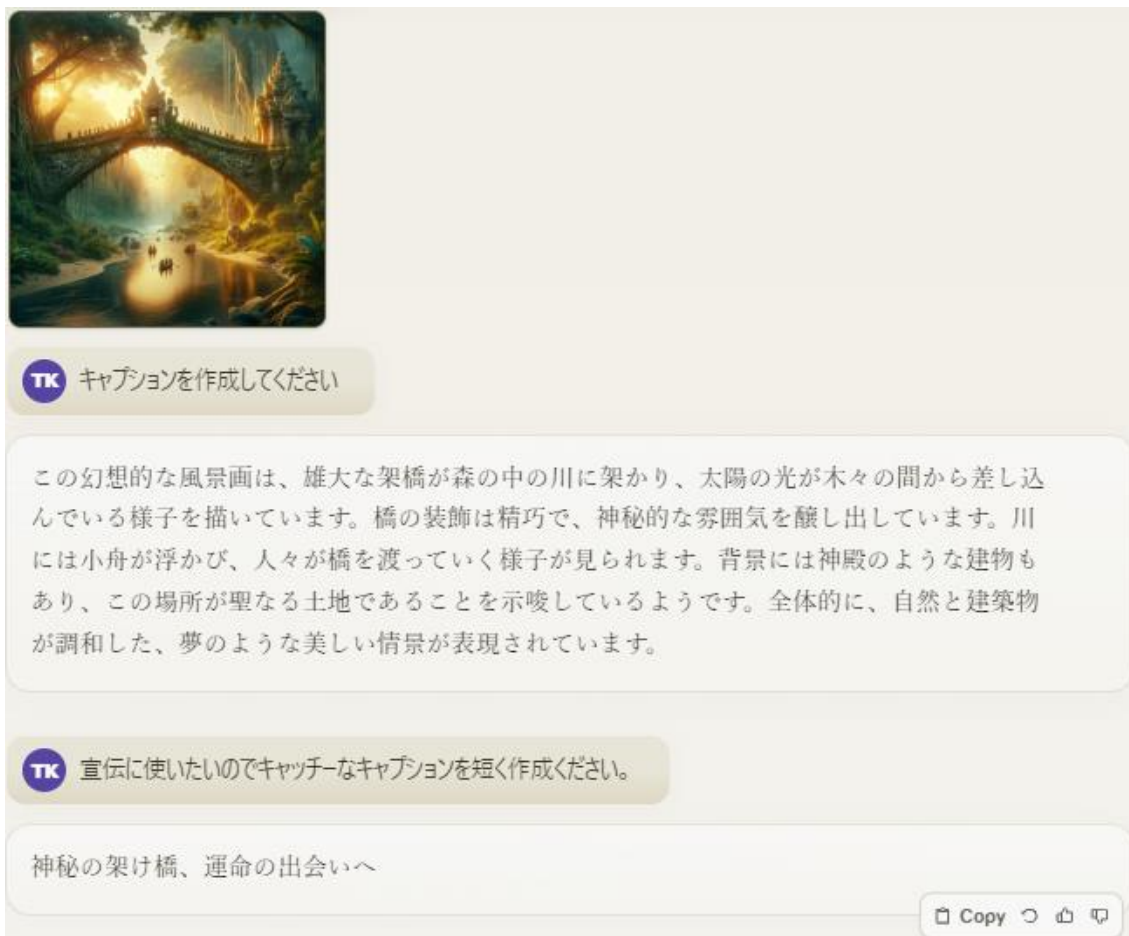 TK キャプションを作成してください
この幻想的な風景画は、雄大な架橋が森の中の川に架かり、太陽の光が木々の間から差し込
んでいる様子を描いています。橋の装飾は精巧で、神秘的な雰囲気を醸し出しています。川
には小舟が浮かび、人々が橋を渡っていく様子が見られます。背景には神殿のような建物も
あり、この場所が聖なる土地であることを示唆しているようです。全体的に、自然と建築物
が調和した、夢のような美しい情景が表現されています。
TK 宣伝に使いたいのでキャッチーなキャプションを短く作成ください。
神秘の架け橋、運命の出会いへ
Copy